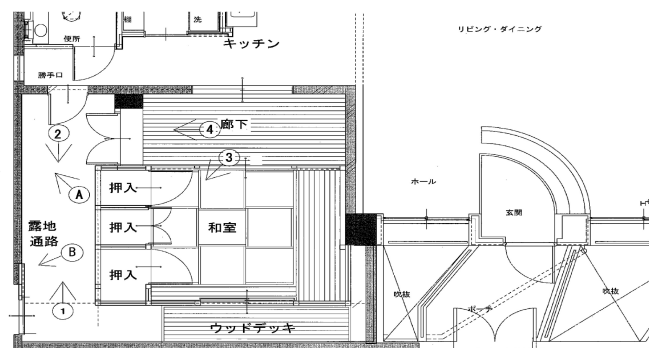 棚
洗
便所
キッチン
リビング・ダイニング
勝手口
2
4
廊下
3
A
押入
ホール
玄関
露地
通路
押入
和室
B
押入
吹抜
吹抜
1
ポーチ
ウッドデッキ